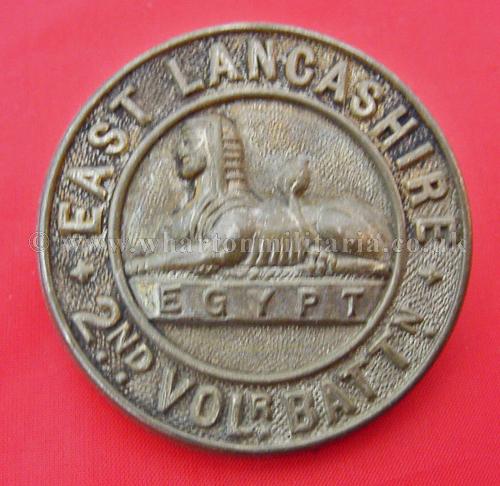 EAST LANCASHIRE
© www.whartonmilitaria.co.uk
EGYPT
2ND VOLR BATTN